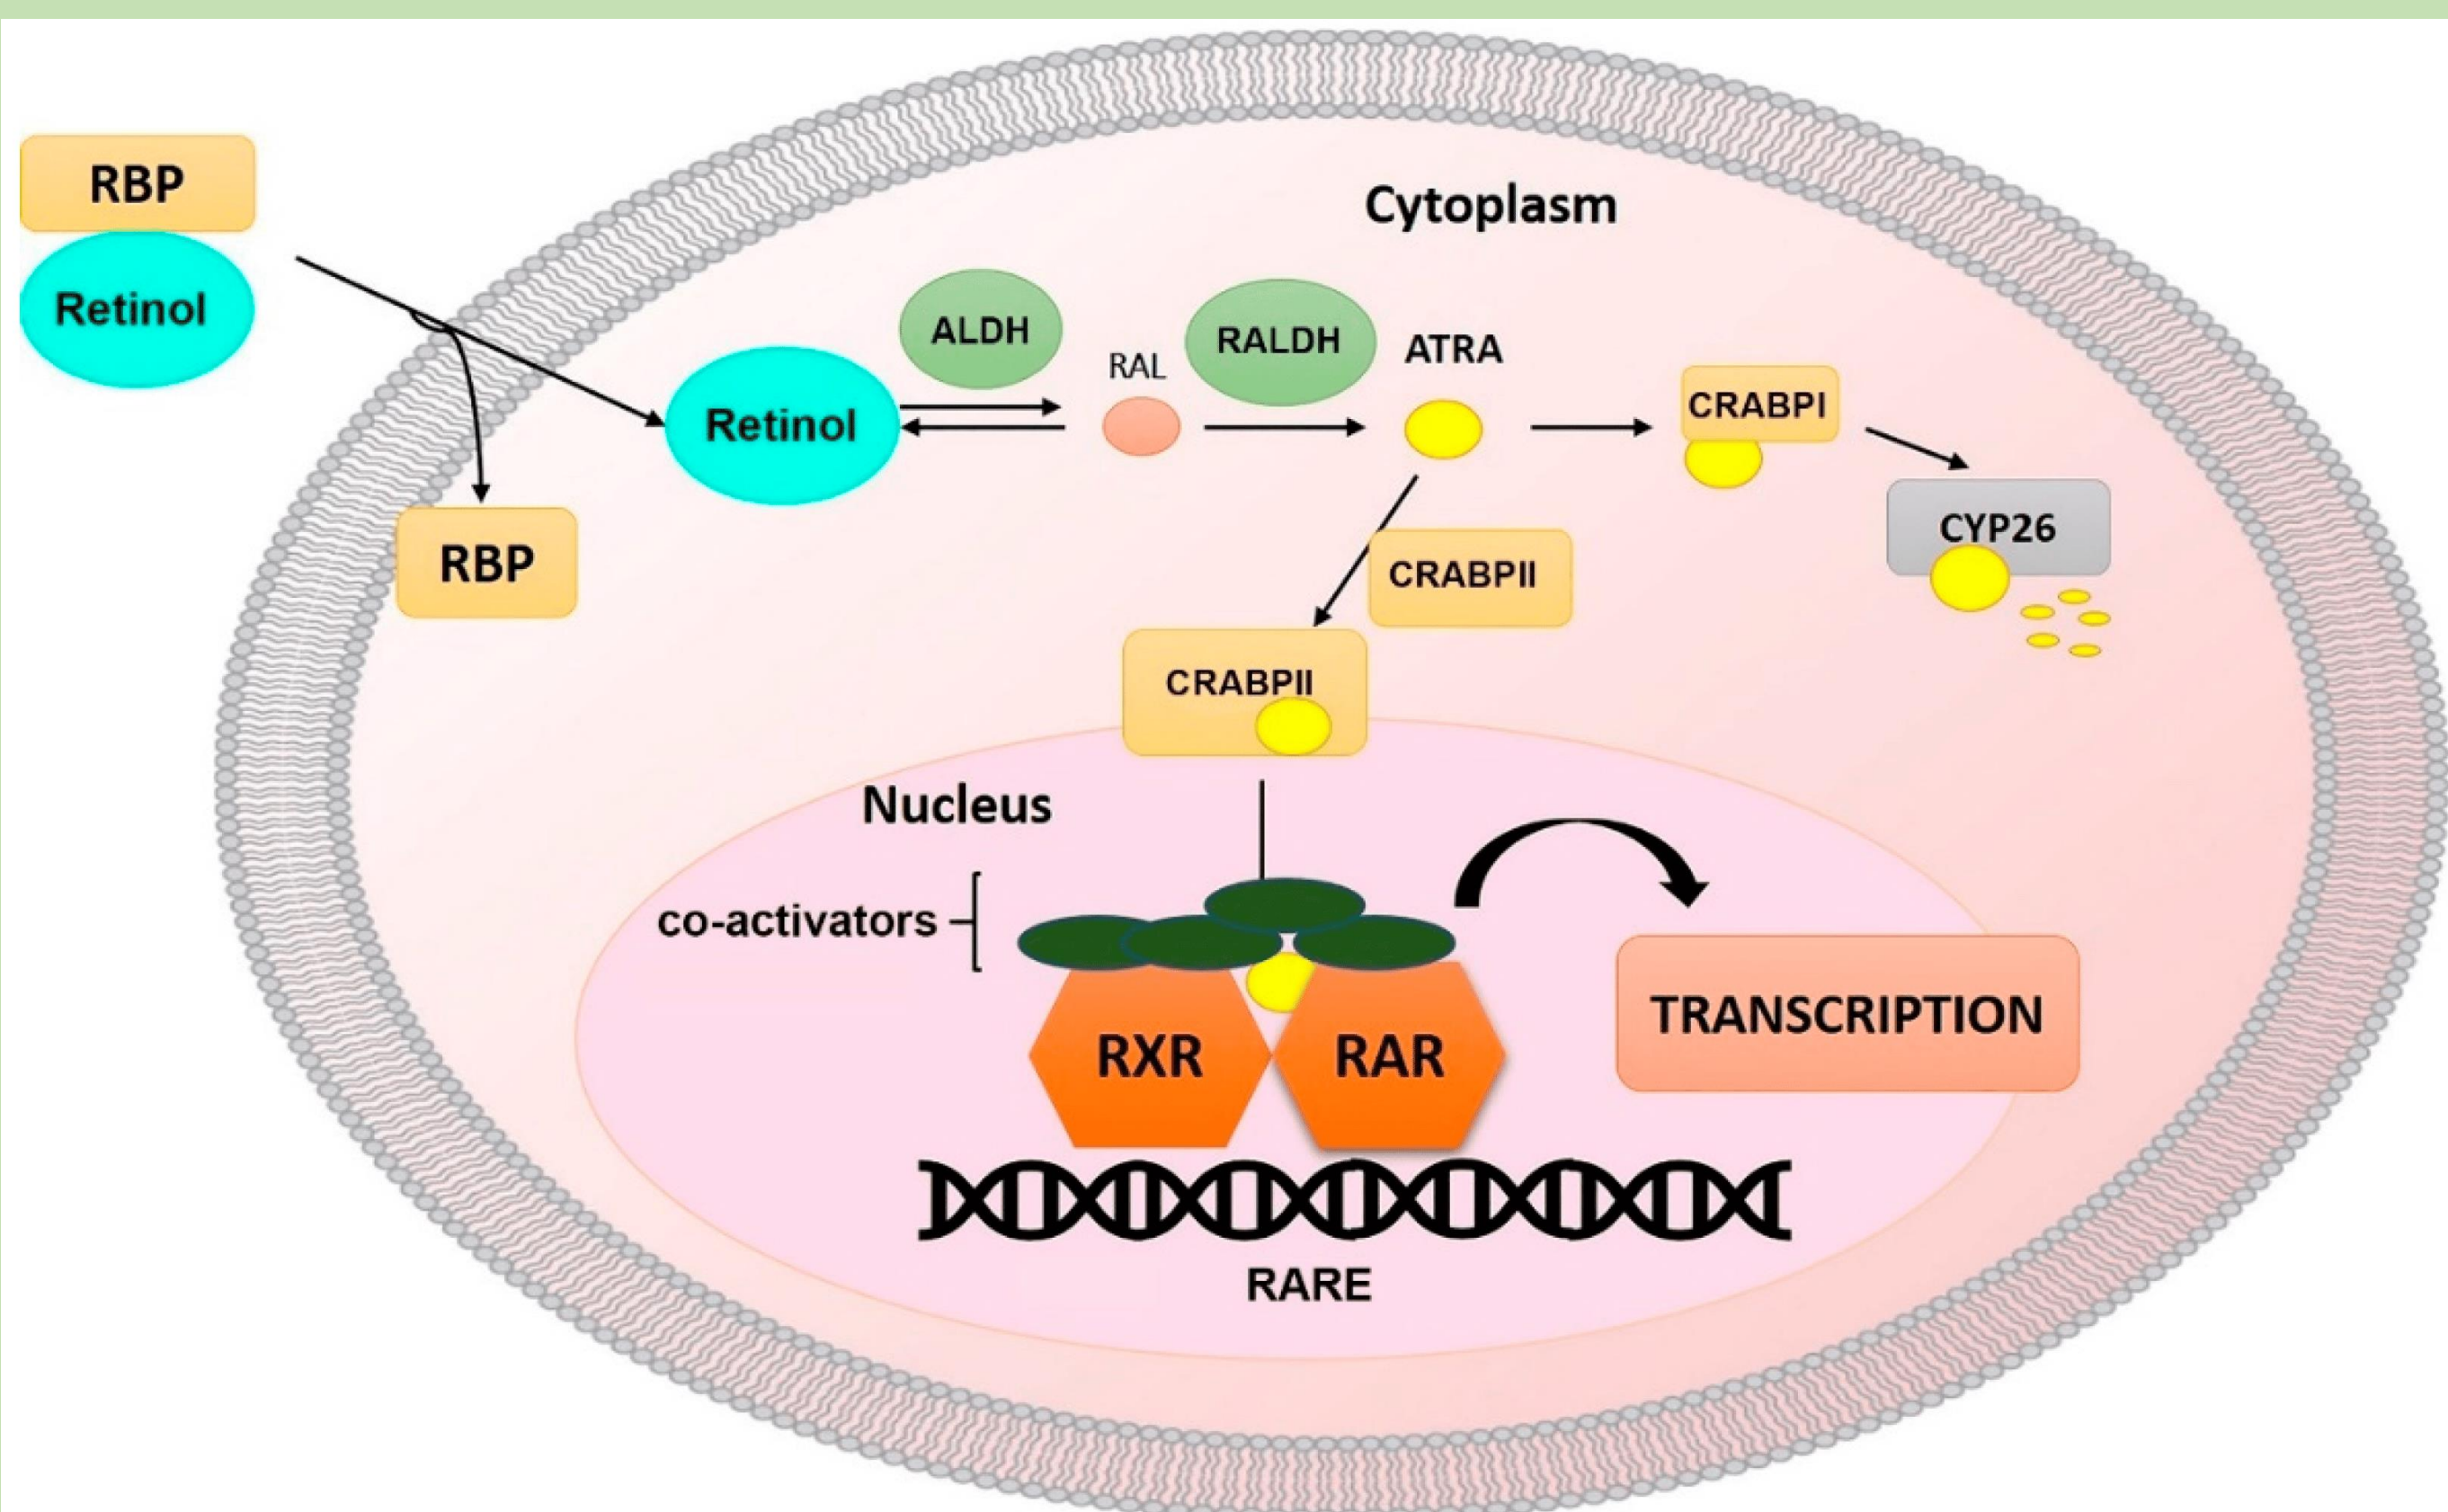 RBP
Retinol
Cytoplasm
ALDH
RAL
RALDH
ATRA
CRABPI
Retinol
CYP26
RBP
CRABPII
CRABPII
Nucleus
co-activators
TRANSCRIPTION
RXR
RAR
RARE